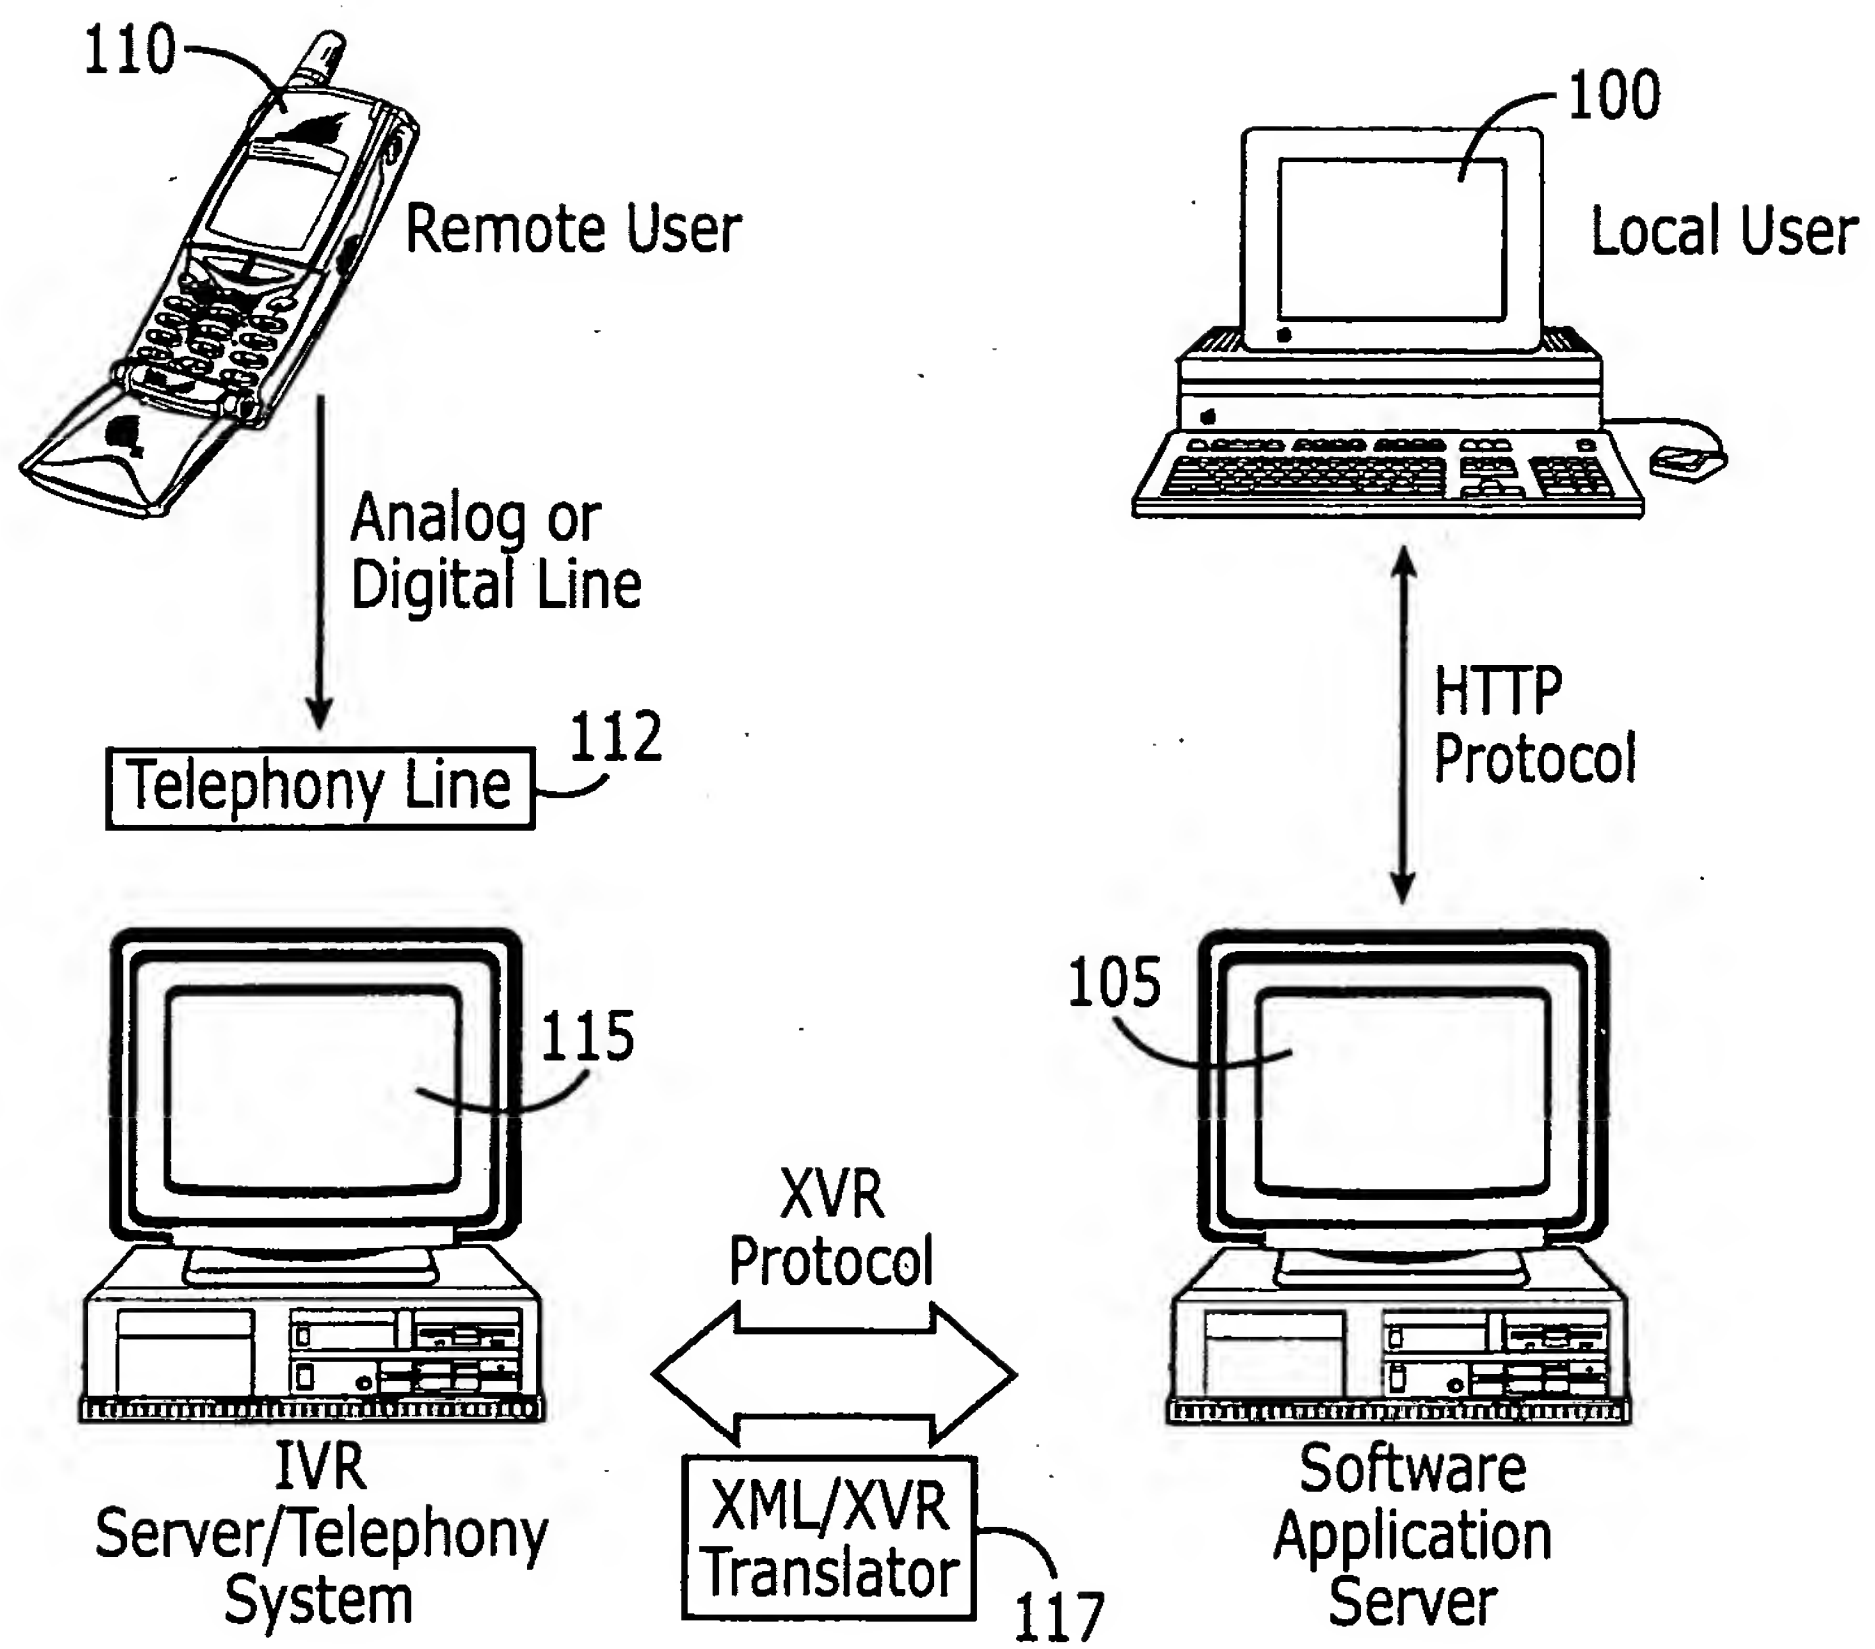 110
100
Remote User
Local User
Analog or
Digital Line
HTTP
Protocol
112
Telephony Line
105
115
XVR
Protocol
IVR
Server/Telephony
System
XML/XVR
Translator
117
Software
Application
Server